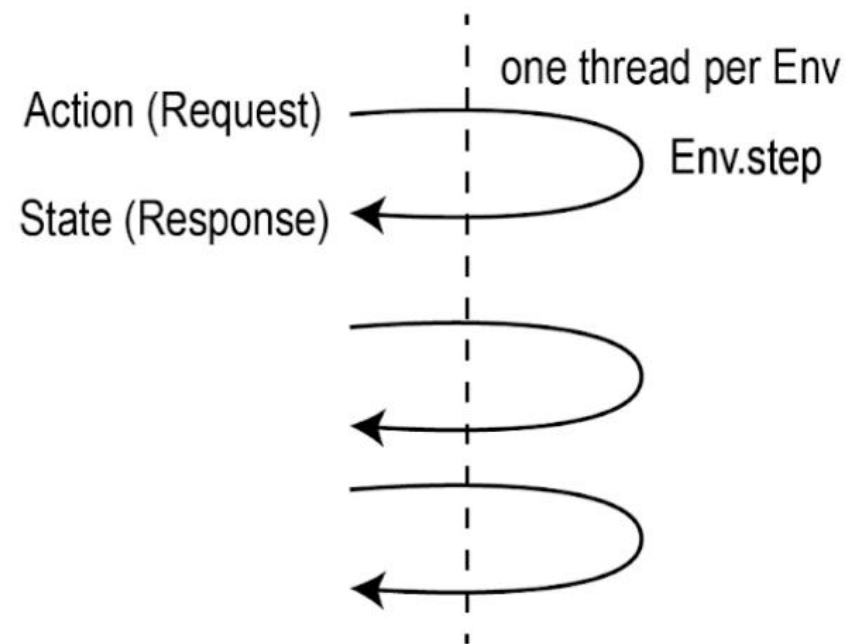 one thread per Env
Action (Request)
Env.step
State (Response)